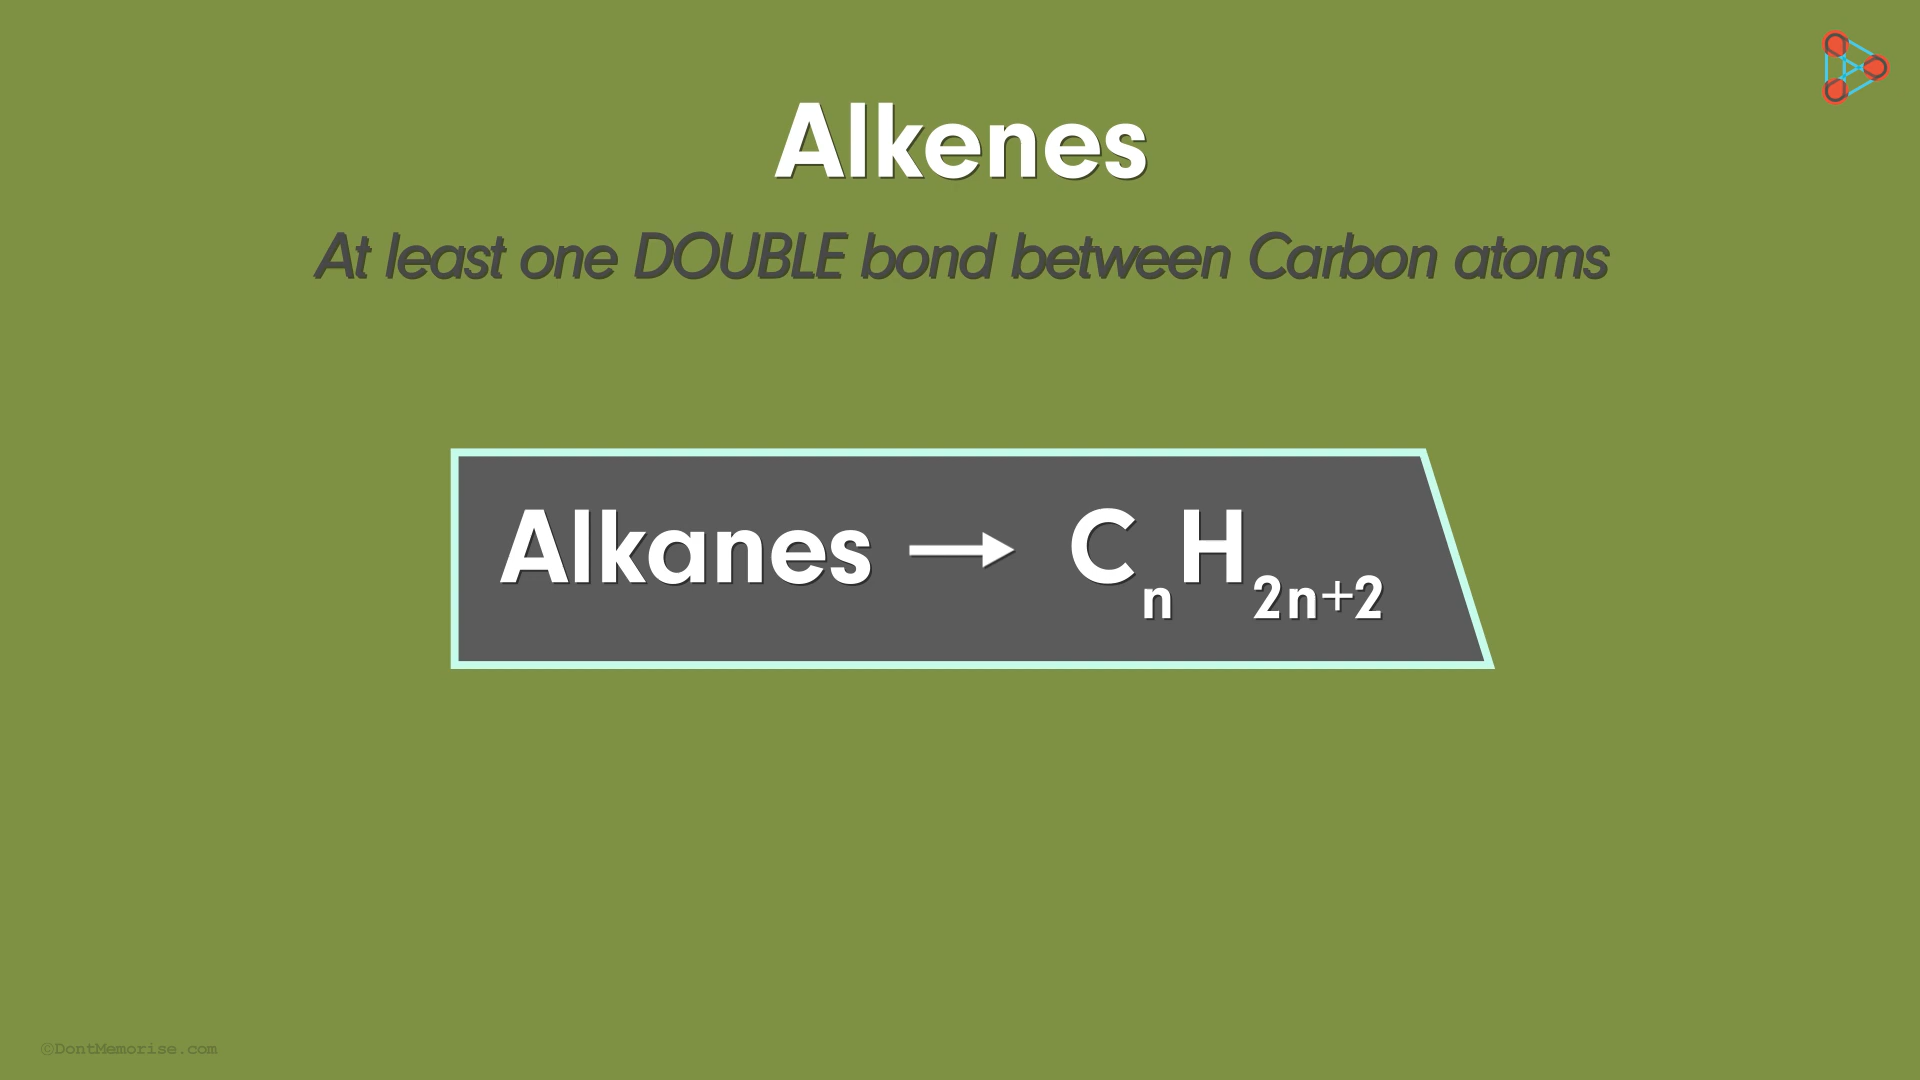 Alkenes
At least one DOUBLE bond between Carbon atoms
Alkanes → CnH2n+2
©DontMemorise.com